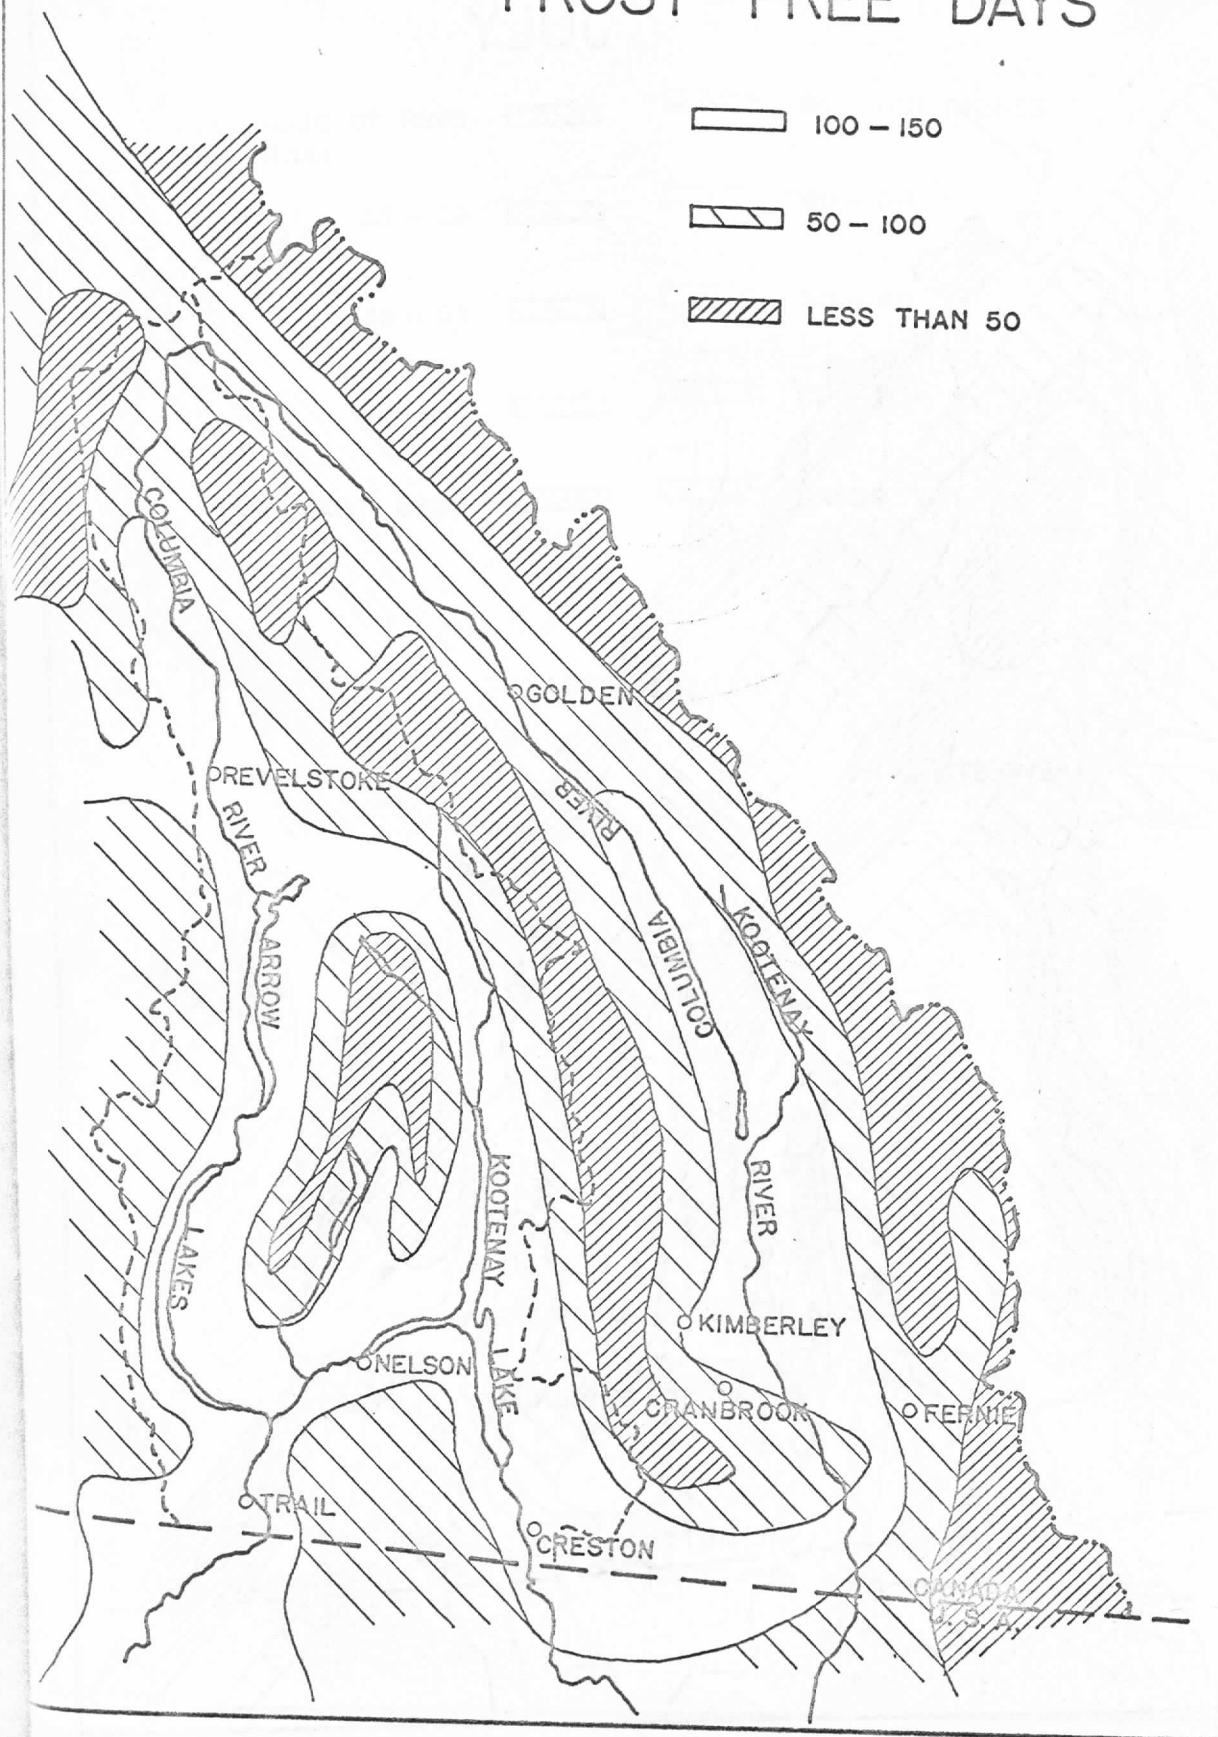 FROST FREE DAYS
100 – 150
50 – 100
LESS THAN 50
COLUMBIA
GOLDEN
REVELSTOKE
RIVER
RIVER
ARROW
COLUMBIA
KOOTENAY
KOOTENAY
RIVER
LAKES
KIMBERLEY
NELSON
LAKE
CRANBROOK
FERNIE
TRAIL
CRESTON
CANADA
U. S. A.